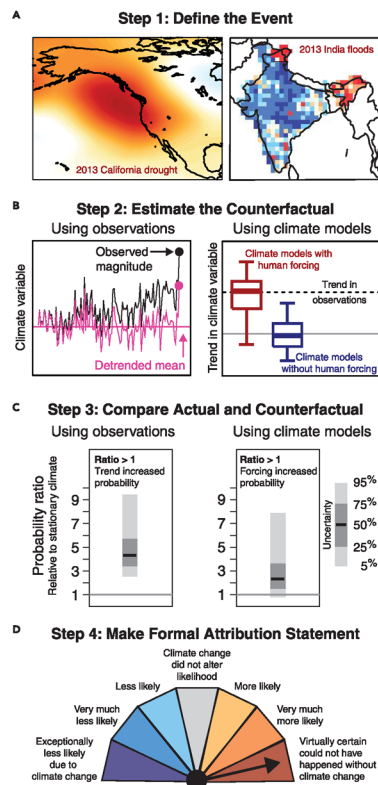 A
Step 1: Define the Event
2013 California drought
2013 India floods
B
Step 2: Estimate the Counterfactual
Using observations
Using climate models
Climate variable
Observed
magnitude
Detrended mean
Trend in climate variable
Climate models with
human forcing
Trend in
observations
Climate models
without human forcing
C
Step 3: Compare Actual and Counterfactual
Using observations
Using climate models
Probability ratio
Relative to stationary climate
Ratio > 1
Trend increased
probability
9
7
5
3
1
Ratio > 1
Forcing increased
probability
9
7
5
3
1
Uncertainty
95%
75%
50%
25%
5%
D
Step 4: Make Formal Attribution Statement
Climate change
did not alter
likelihood
Less likely
More likely
Very much
less likely
Very much
more likely
Exceptionally
less likely
due to
climate change
Virtually certain
could not have
happened without
climate change